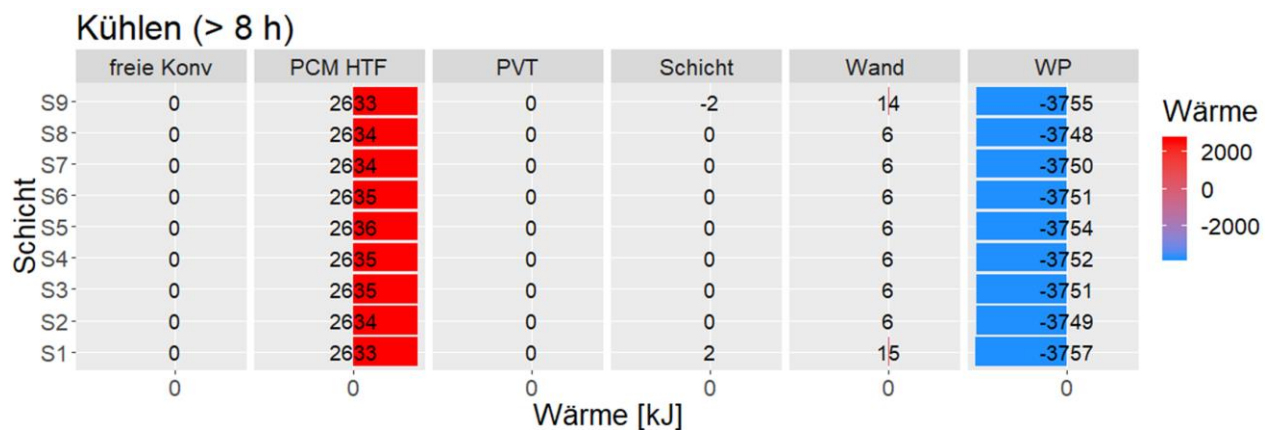 Kühlen (> 8 h)
freie Konv PCM HTF PVT Schicht Wand WP
S9 0 2633 0 -2 14 -3755
S8 0 2634 0 0 6 -3748
S7 0 2634 0 0 6 -3750
S6 0 2635 0 0 6 -3751
S5 0 2636 0 0 6 -3754
S4 0 2635 0 0 6 -3752
S3 0 2635 0 0 6 -3751
S2 0 2634 0 0 6 -3749
S1 0 2633 0 2 15 -3757
0 0 0 0 0 0
Schicht
Wärme [kJ]
Wärme
2000
0
-2000